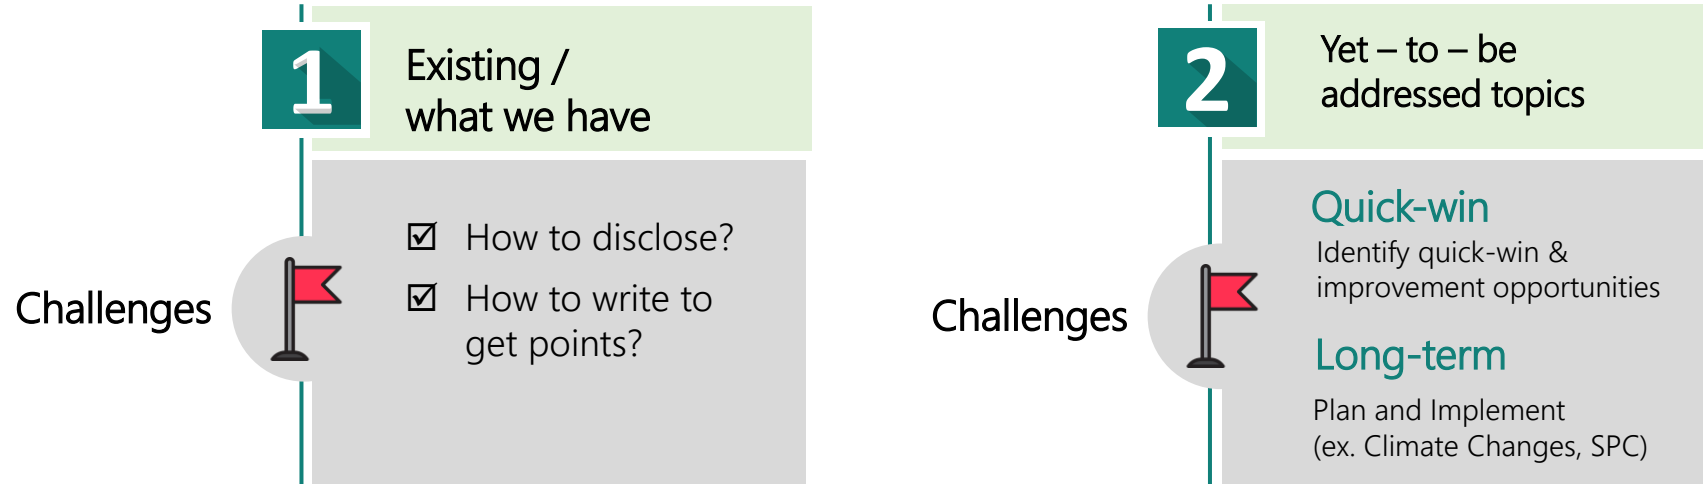 1
Existing /
what we have
Challenges
How to disclose?
How to write to
get points?
2
Yet – to – be
addressed topics
Challenges
Quick-win
Identify quick-win &
improvement opportunities
Long-term
Plan and Implement
(ex. Climate Changes, SPC)